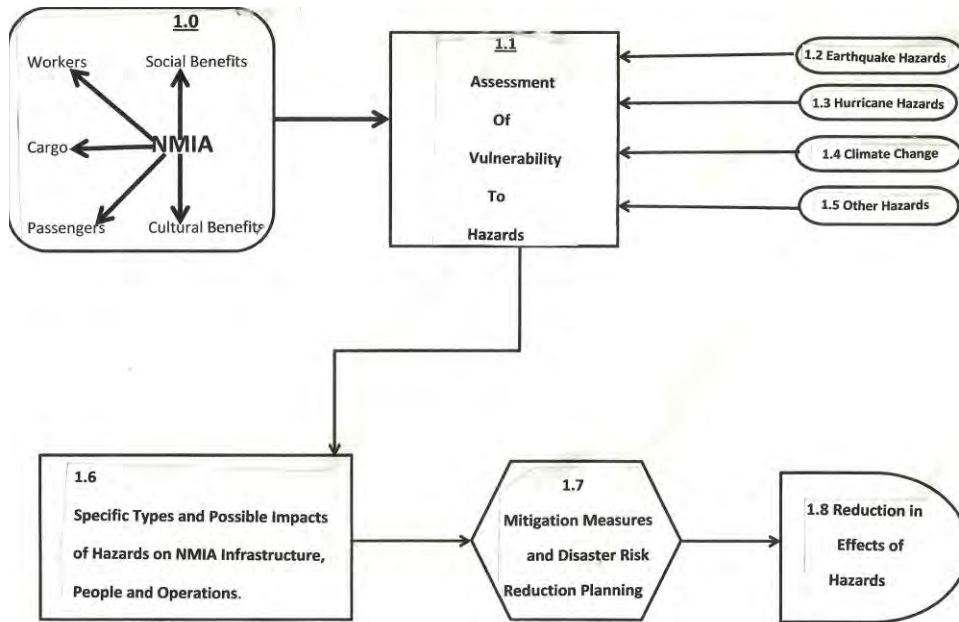 1.0
Workers
Social Benefits
Cargo
NMIA
Passengers
Cultural Benefits
1.1
Assessment
Of
Vulnerability
To
Hazards
1.2 Earthquake Hazards
1.3 Hurricane Hazards
1.4 Climate Change
1.5 Other Hazards
1.6
Specific Types and Possible Impacts
of Hazards on NMIA Infrastructure,
People and Operations.
1.7
Mitigation Measures
and Disaster Risk
Reduction Planning
1.8 Reduction in
Effects of
Hazards